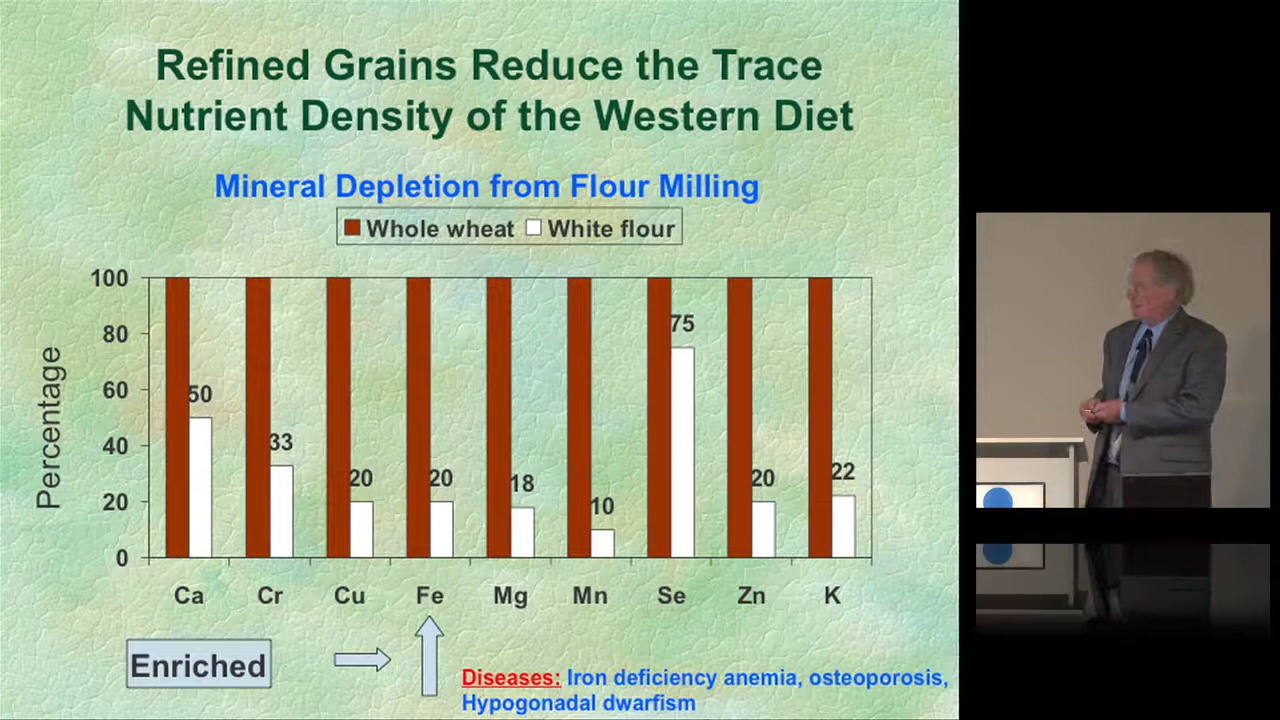 Refined Grains Reduce the Trace
Nutrient Density of the Western Diet
Mineral Depletion from Flour Milling
Whole wheat White flour
Percentage
100
80
60
40
20
0
50
33
20
20
18
10
75
20
22
Ca Cr Cu Fe Mg Mn Se Zn K
Enriched
Diseases: Iron deficiency anemia, osteoporosis,
Hypogonadal dwarfism